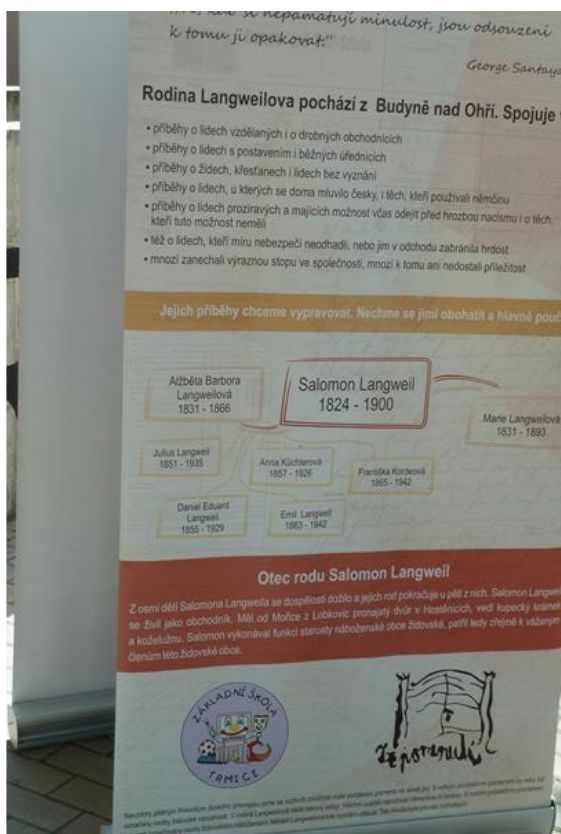 se nepamatují minulost, jsou odsouzeni
k tomu ji opakovat."
George Santaya
Rodina Langweilova pochází z Budyně nad Ohří. Spojuje
• příběhy o lidech vzdělaných i o drobných obchodnících
• příběhy o lidech s postavením i běžných úřednících
• příběhy o židech, křesťanech i lidech bez vyznání
• příběhy o lidech, u kterých se doma mluvilo česky, i těch, kteří používali němčinu
• příběhy o lidech prozíravých a majících možnost včas odejít před hrozbou nacismu i o těch,
kteří tuto možnost neměli
• též o lidech, kteří míru nebezpečí neodhadli, nebo jim v odchodu zabránila hrdost
• mnozí zanechali výraznou stopu ve společnosti, mnozí k tomu ani nedostali příležitost
Jejich příběhy chceme vypravovat. Nechme se jimi obohatit a hlavně pouč
Alžběta Barbora
Langweilová
1831 - 1866
Salomon Langweil
1824 - 1900
Marie Langweilová
1831 - 1893
Julius Langweil
1851 - 1935
Anna Küchlerová
1857 - 1926
Františka Kordeová
1865 - 1942
Daniel Eduard
Langweil
1855 - 1929
Emil Langweil
1863 - 1942
Otec rodu Salomon Langweil
Z osmi dětí Salomona Langweila se dospělosti dožilo a jejich rod pokračuje u pěti z nich. Salomon Langweil
se živil jako obchodník. Měl od Mořice z Lobkovic pronajatý dvůr v Hostěnicích, vedl kupecký krámek
a koželužnu. Salomon vykonával funkci starosty náboženské obce židovské, patřil tedy zřejmě k váženým
členům této židovské obce.
ZÁKLADNÍ ŠKOLA
TRMICE
Zapomenutí